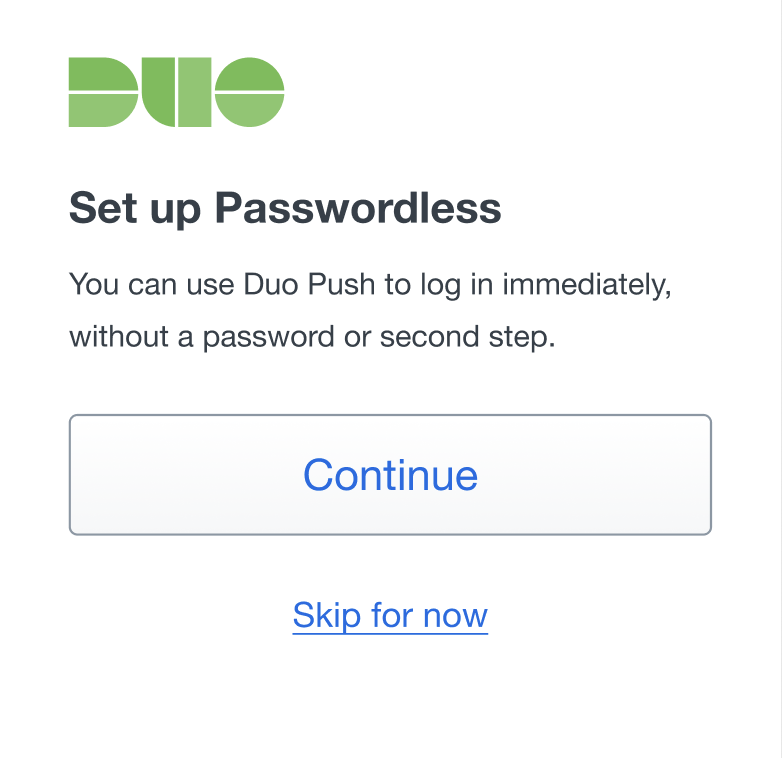 DUO
Set up Passwordless
You can use Duo Push to log in immediately,
without a password or second step.
Continue
Skip for now